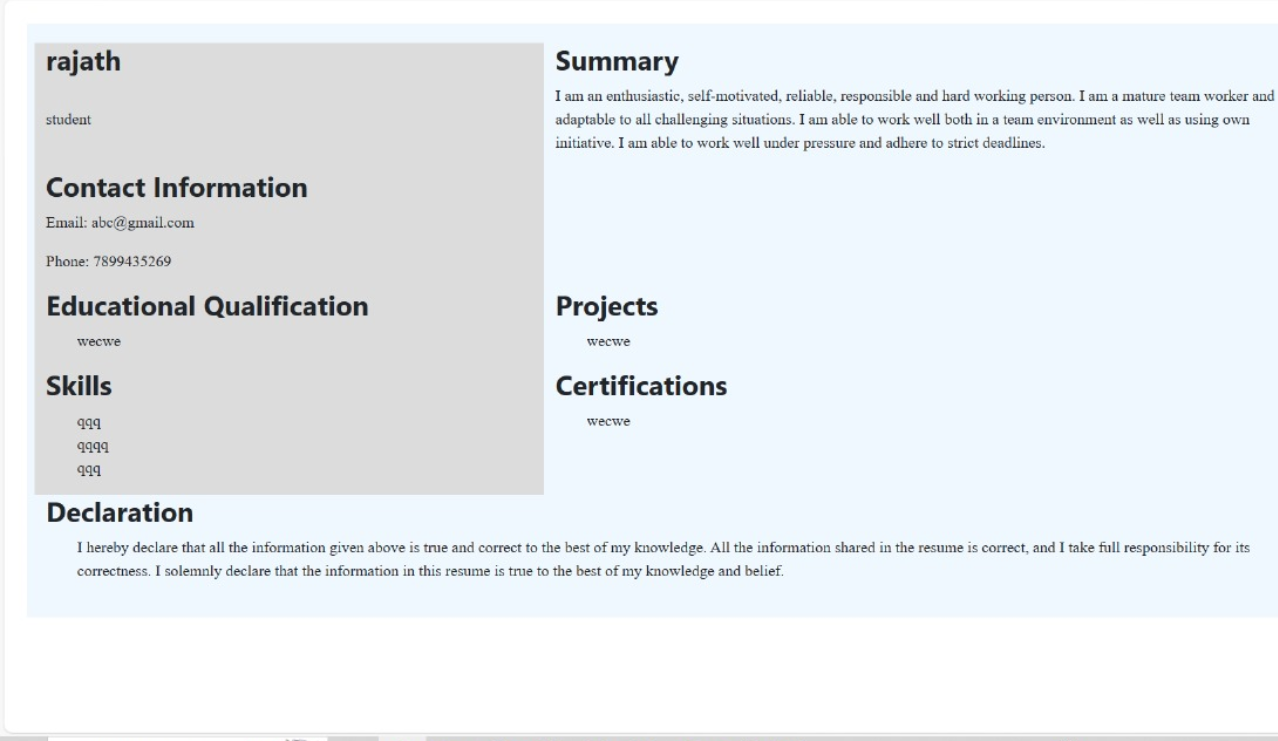 rajath
student
Contact Information
Email: abc@gmail.com
Phone: 7899435269
Educational Qualification
wecwe
Skills
qqq
qqqq
qqq
Summary
I am an enthusiastic, self-motivated, reliable, responsible and hard working person. I am a mature team worker and
adaptable to all challenging situations. I am able to work well both in a team environment as well as using own
initiative. I am able to work well under pressure and adhere to strict deadlines.
Projects
wecwe
Certifications
wecwe
Declaration
I hereby declare that all the information given above is true and correct to the best of my knowledge. All the information shared in the resume is correct, and I take full responsibility for its
correctness. I solemnly declare that the information in this resume is true to the best of my knowledge and belief.